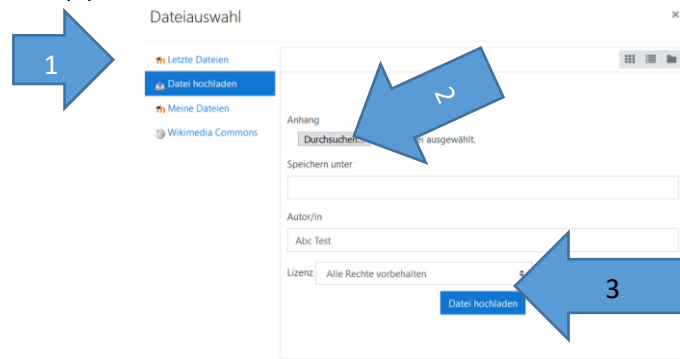 Dateiauswahl
×
1
Letzte Dateien
Datei hochladen
Meine Dateien
Wikimedia Commons
2
Anhang
Durchsuchen... ausgewählt.
Speichern unter
Autor/in
Abc Test
Lizenz Alle Rechte vorbehalten
Datei hochladen
3